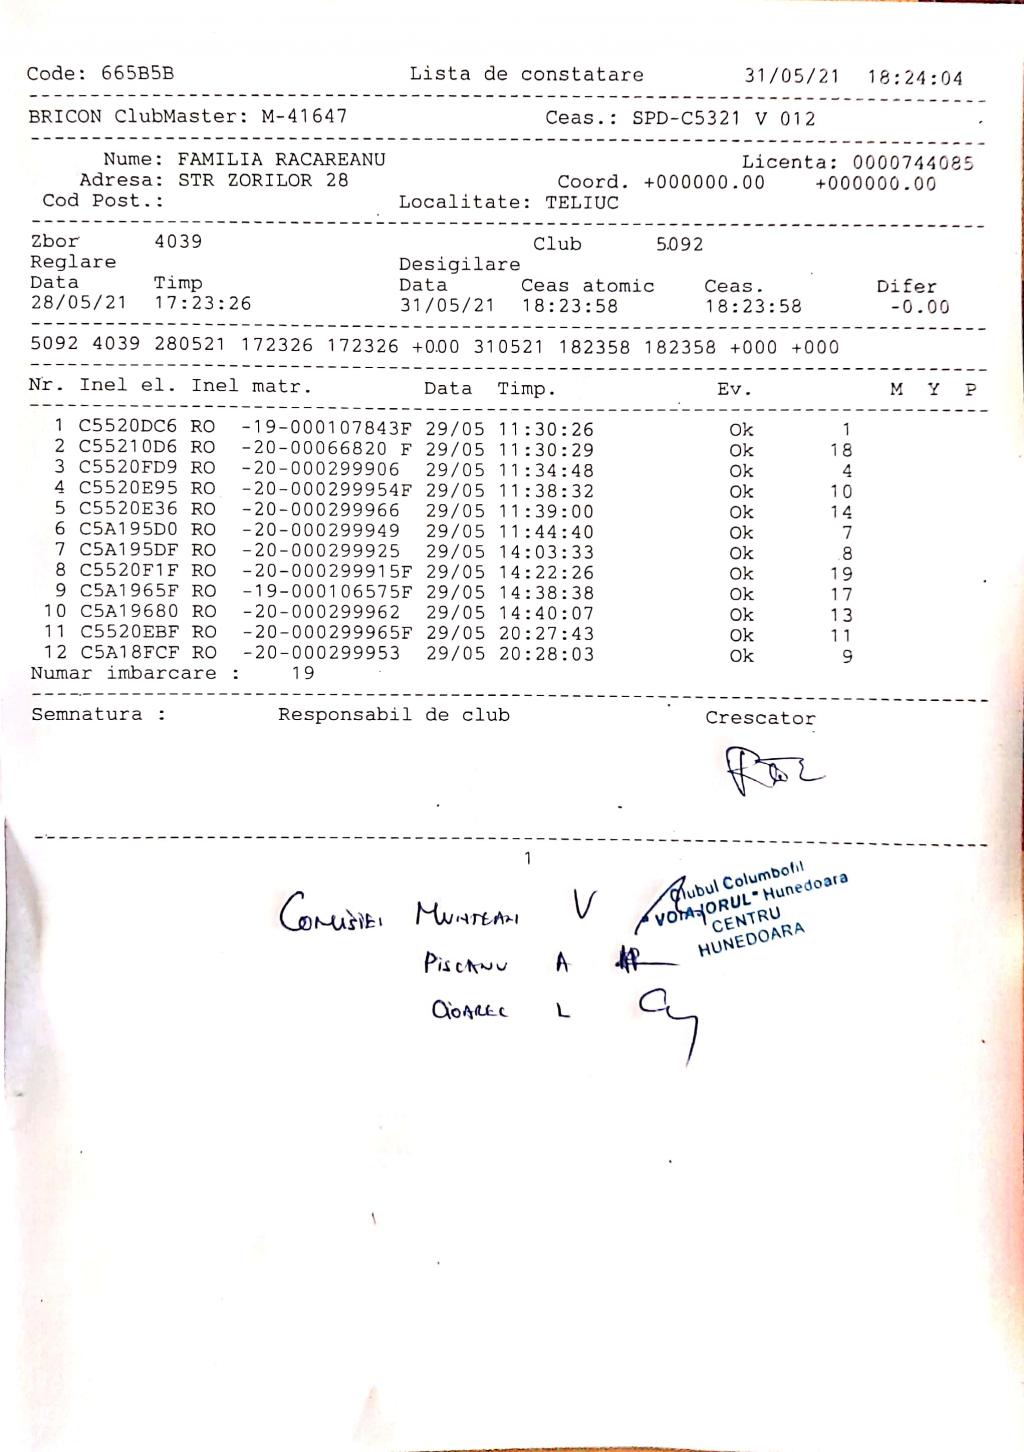 Code: 665B5B Lista de constatare 31/05/21 18:24:04
BRICON ClubMaster: M-41647 Ceas.: SPD-C5321 V 012
Nume: FAMILIA RACAREANU Licenta: 0000744085
Adresa: STR ZORILOR 28 Coord. +000000.00 +000000.00
Cod Post.: Localitate: TELIUC
Zbor 4039 Club 5092
Reglare Desigilare
Data Timp Data Ceas atomic Ceas. Difer
28/05/21 17:23:26 31/05/21 18:23:58 18:23:58 -0.00
5092 4039 280521 172326 172326 +0.00 310521 182358 182358 +000 +000
Nr. Inel el. Inel matr. Data Timp. Ev. M Y P
1 C5520DC6 RO -19-000107843F 29/05 11:30:26 Ok 1
2 C55210D6 RO -20-00066820 F 29/05 11:30:29 Ok 18
3 C5520FD9 RO -20-000299906 29/05 11:34:48 Ok 4
4 C5520E95 RO -20-000299954F 29/05 11:38:32 Ok 10
5 C5520E36 RO -20-000299966 29/05 11:39:00 Ok 14
6 C5A195D0 RO -20-000299949 29/05 11:44:40 Ok 7
7 C5A195DF RO -20-000299925 29/05 14:03:33 Ok 8
8 C5520F1F RO -20-000299915F 29/05 14:22:26 Ok 19
9 C5A1965F RO -19-000106575F 29/05 14:38:38 Ok 17
10 C5A19680 RO -20-000299962 29/05 14:40:07 Ok 13
11 C5520EBF RO -20-000299965F 29/05 20:27:43 Ok 11
12 C5A18FCF RO -20-000299953 29/05 20:28:03 Ok 9
Numar imbarcare : 19
Semnatura : Responsabil de club Crescator
1
Clubul Columbofil
"VOIAJORUL" Hunedoara
CENTRU
HUNEDOARA
COMISIEI MUNTEAN V
PISCANU A
CIOAREC L